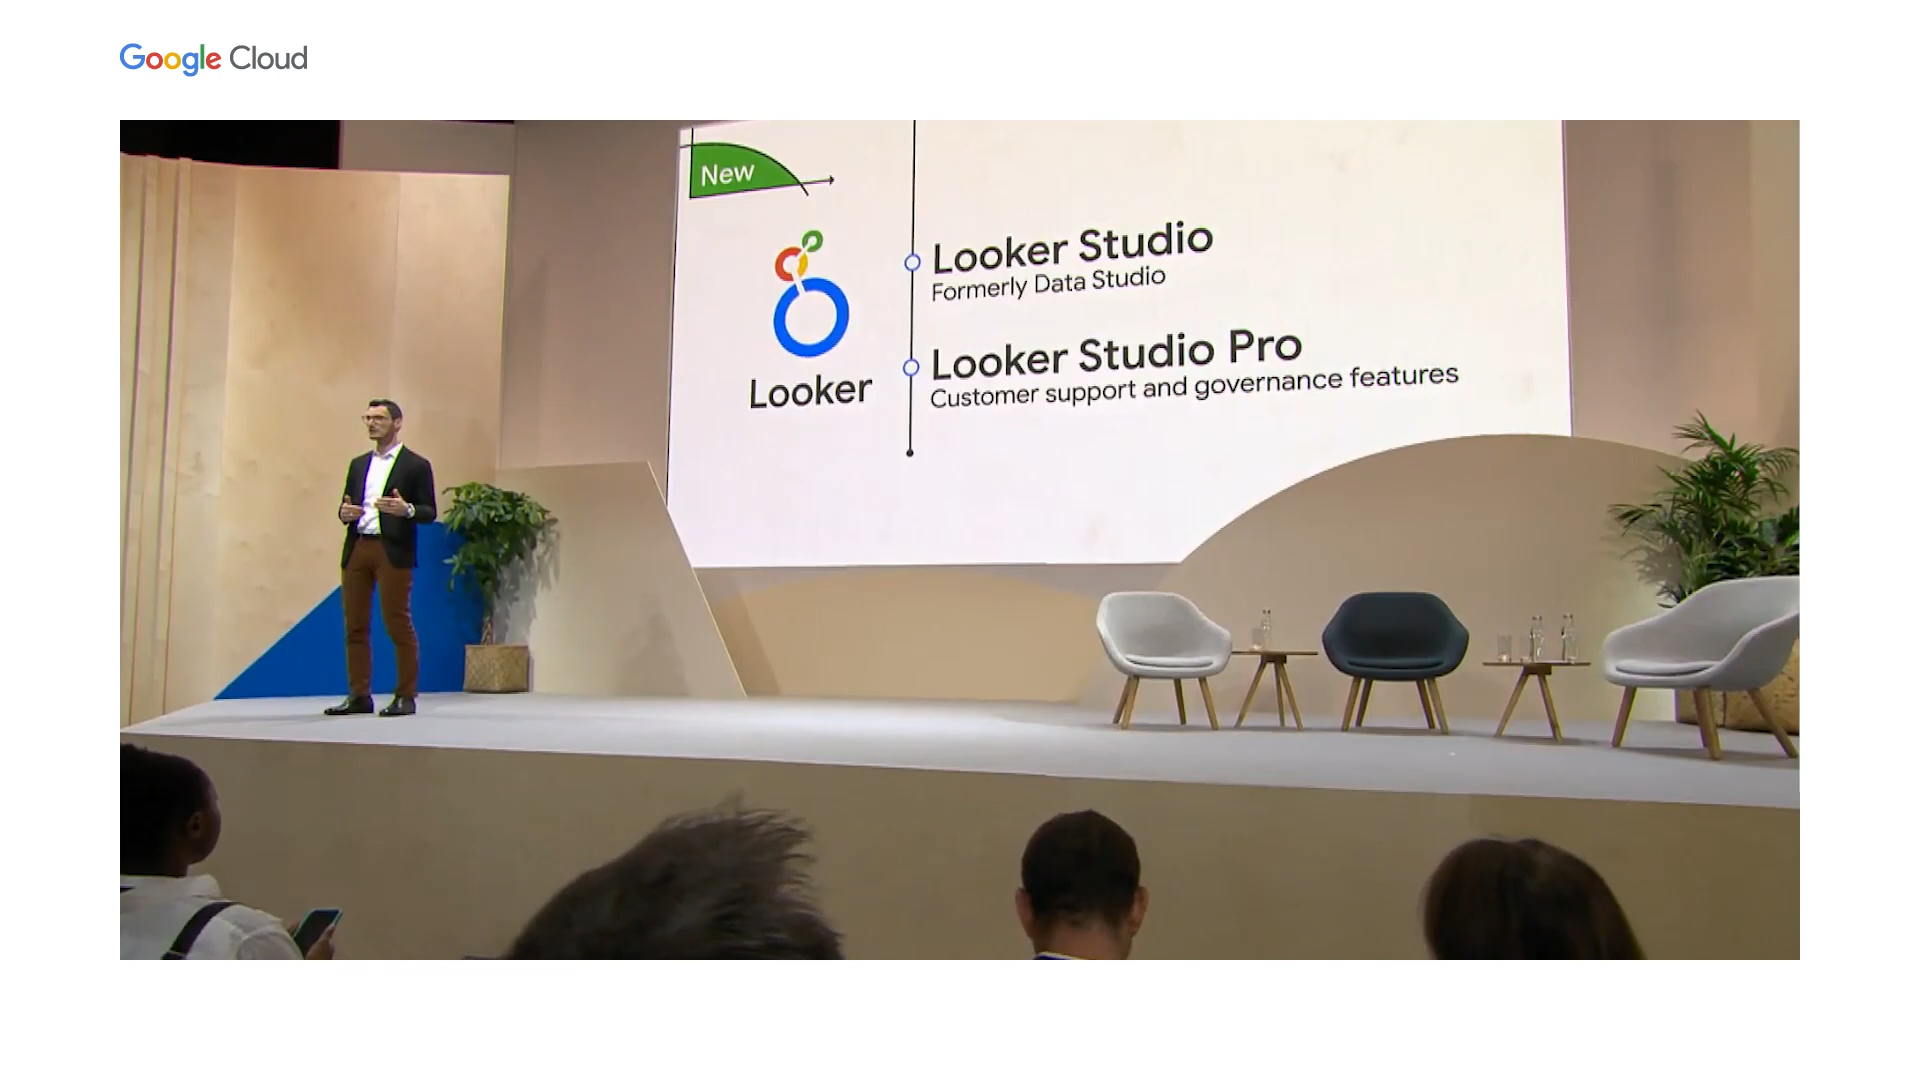 Google Cloud
New
Looker
Looker Studio
Formerly Data Studio
Looker Studio Pro
Customer support and governance features